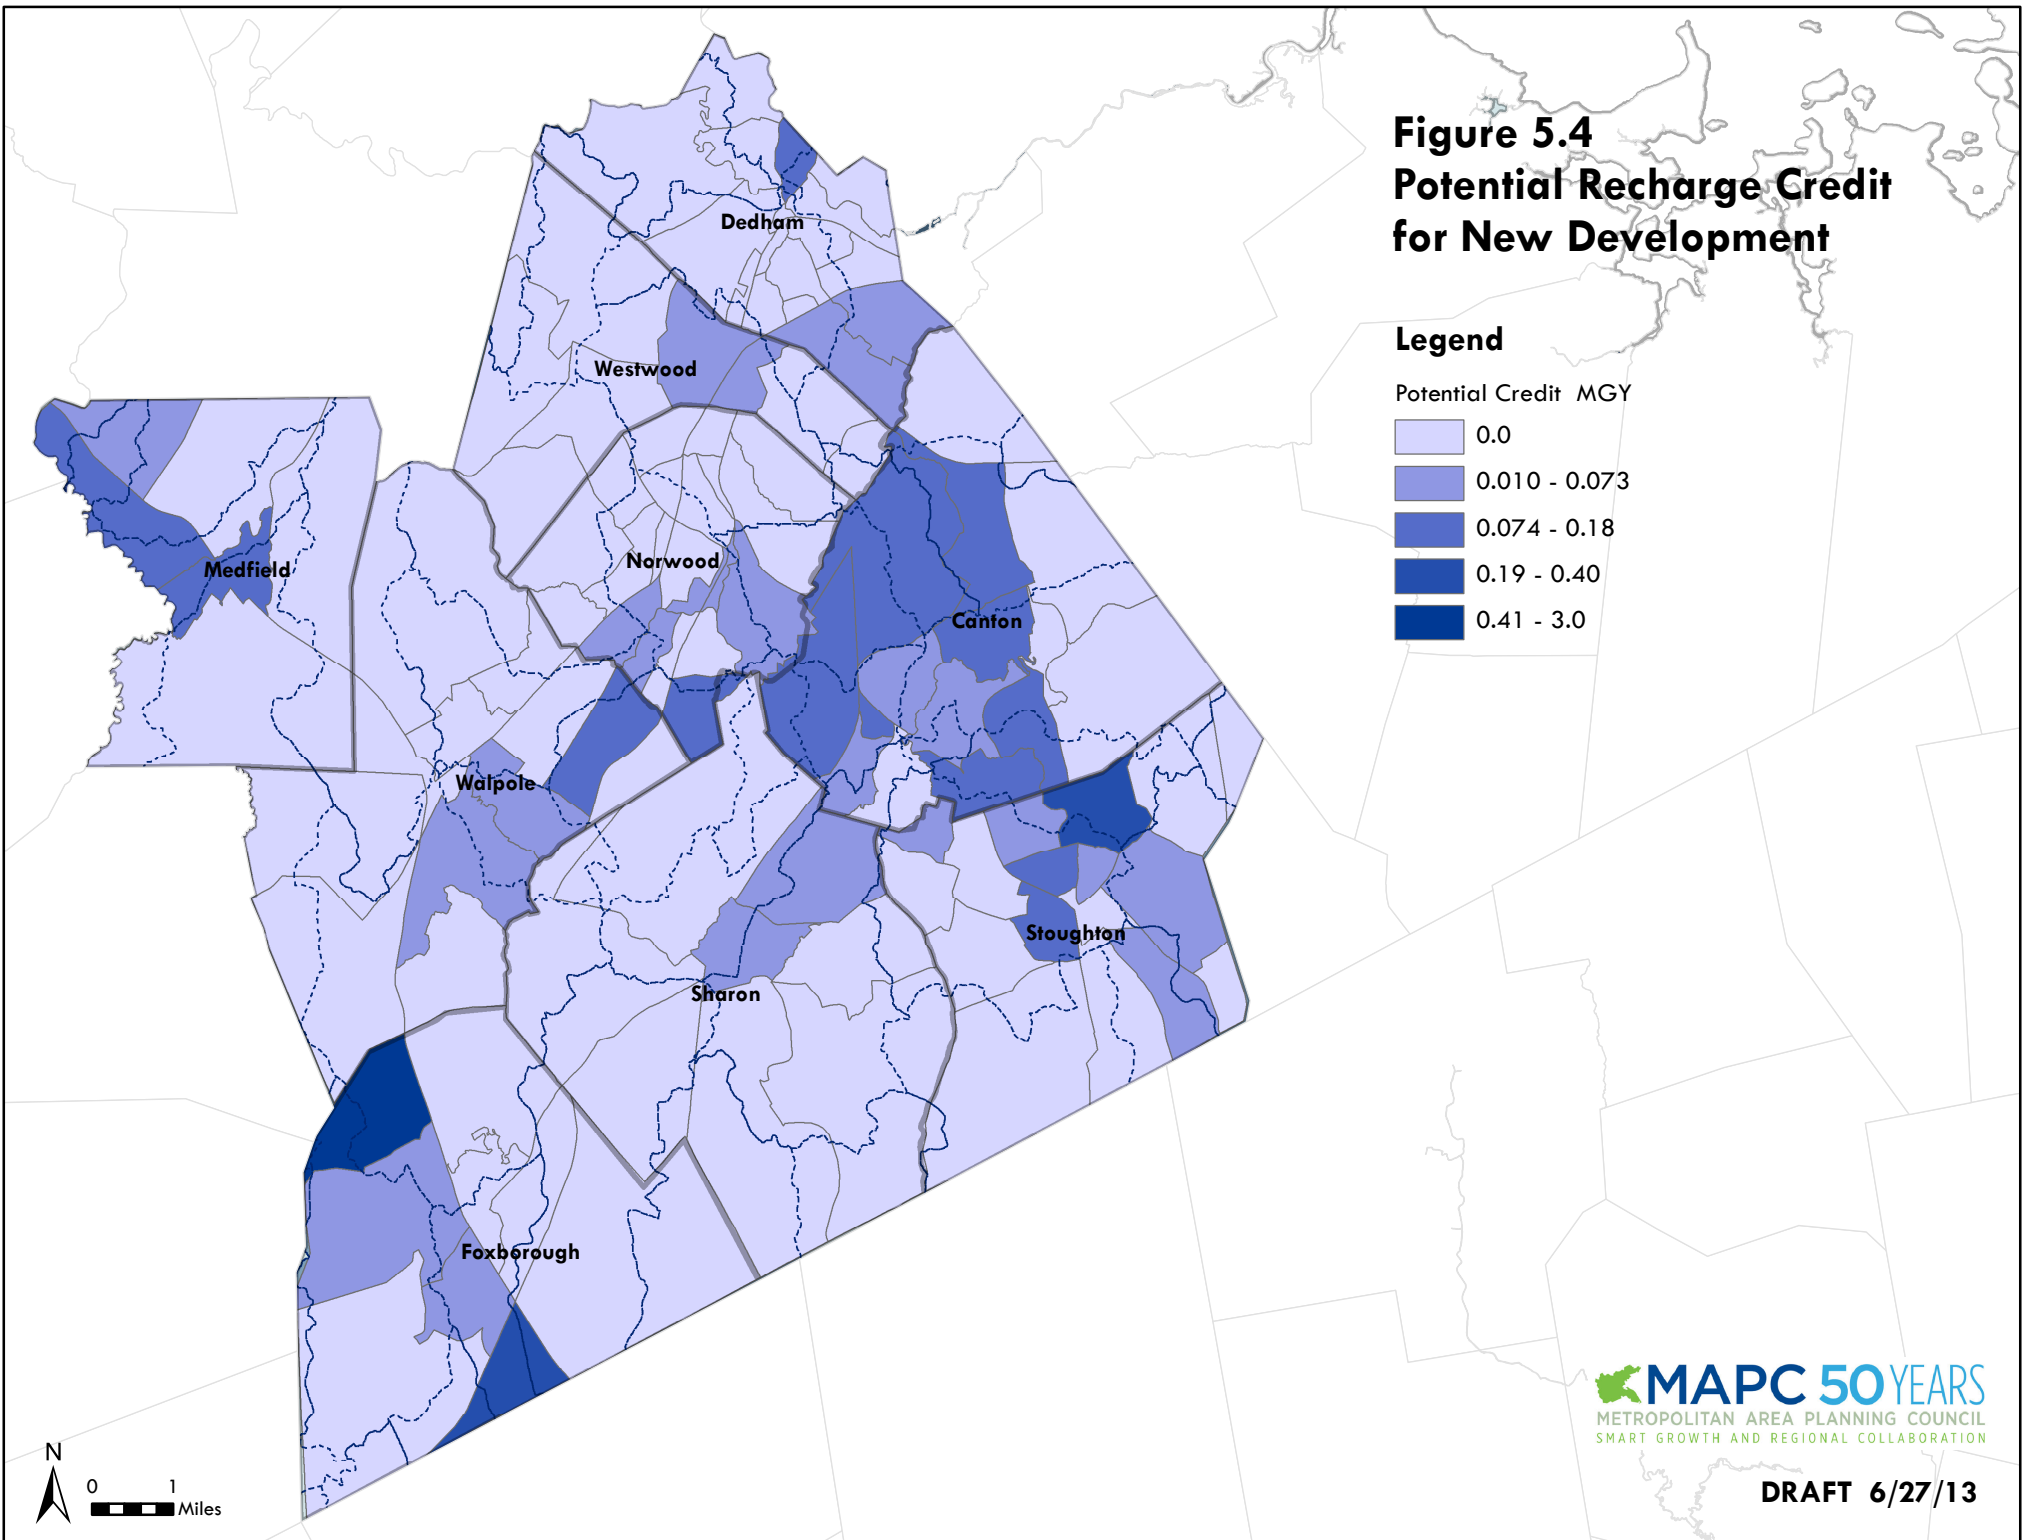 Figure 5.4
Potential Recharge Credit
for New Development
Legend
Potential Credit MGY
0.0
0.010 - 0.073
0.074 - 0.18
0.19 - 0.40
0.41 - 3.0
Dedham
Westwood
Medfield
Norwood
Canton
Walpole
Stoughton
Sharon
Foxborough
MAPC 50 YEARS
METROPOLITAN AREA PLANNING COUNCIL
SMART GROWTH AND REGIONAL COLLABORATION
N
0 1
Miles
DRAFT 6/27/13